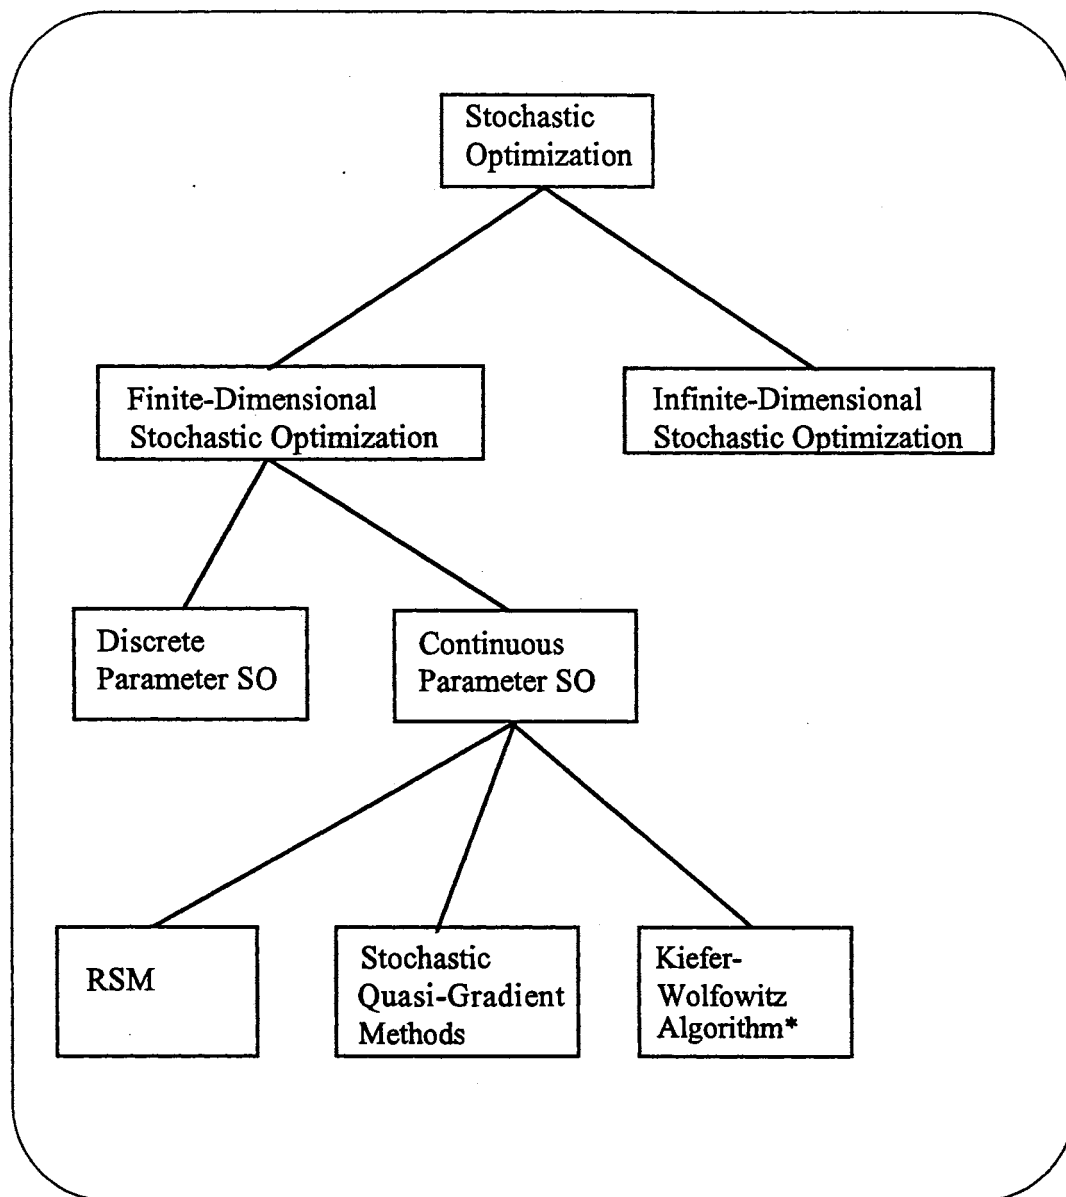 Stochastic
Optimization
Finite-Dimensional
Stochastic Optimization
Infinite-Dimensional
Stochastic Optimization
Discrete
Parameter SO
Continuous
Parameter SO
RSM
Stochastic
Quasi-Gradient
Methods
Kiefer-
Wolfowitz
Algorithm*